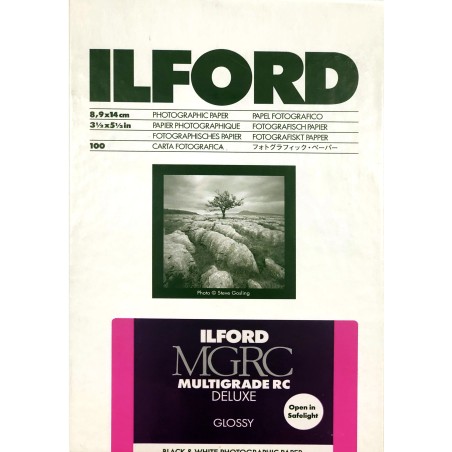 ILFORD
8,9x14cm PHOTOGRAPHIC PAPER PAPEL FOTOGRAFICO
3½x5½in PAPIER PHOTOGRAPHIQUE FOTOGRAFISCH PAPIER
FOTOGRAPHISCHES PAPIER FOTOGRAFISKT PAPPER
100 CARTA FOTOGRAFICA フォトグラフィック・ペーパー
Photo © Steve Gosling
ILFORD
MGRC
MULTIGRADE RC
DELUXE
GLOSSY
Open in
Safelight
BLACK & WHITE PHOTOGRAPHIC PAPER